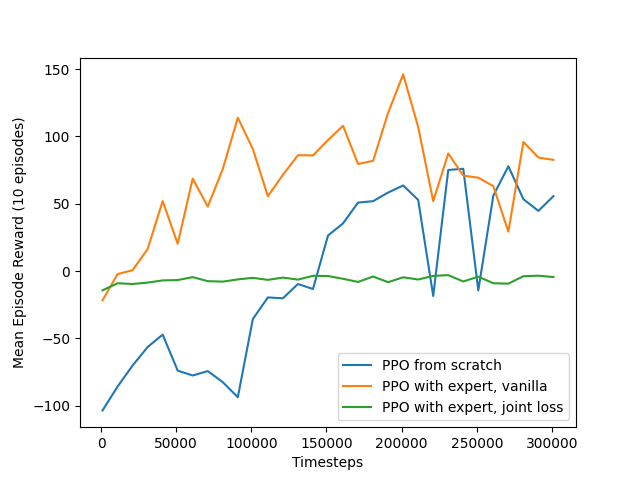 150
100
50
0
−50
−100
Mean Episode Reward (10 episodes)
PPO from scratch
PPO with expert, vanilla
PPO with expert, joint loss
0 50000 100000 150000 200000 250000 300000
Timesteps